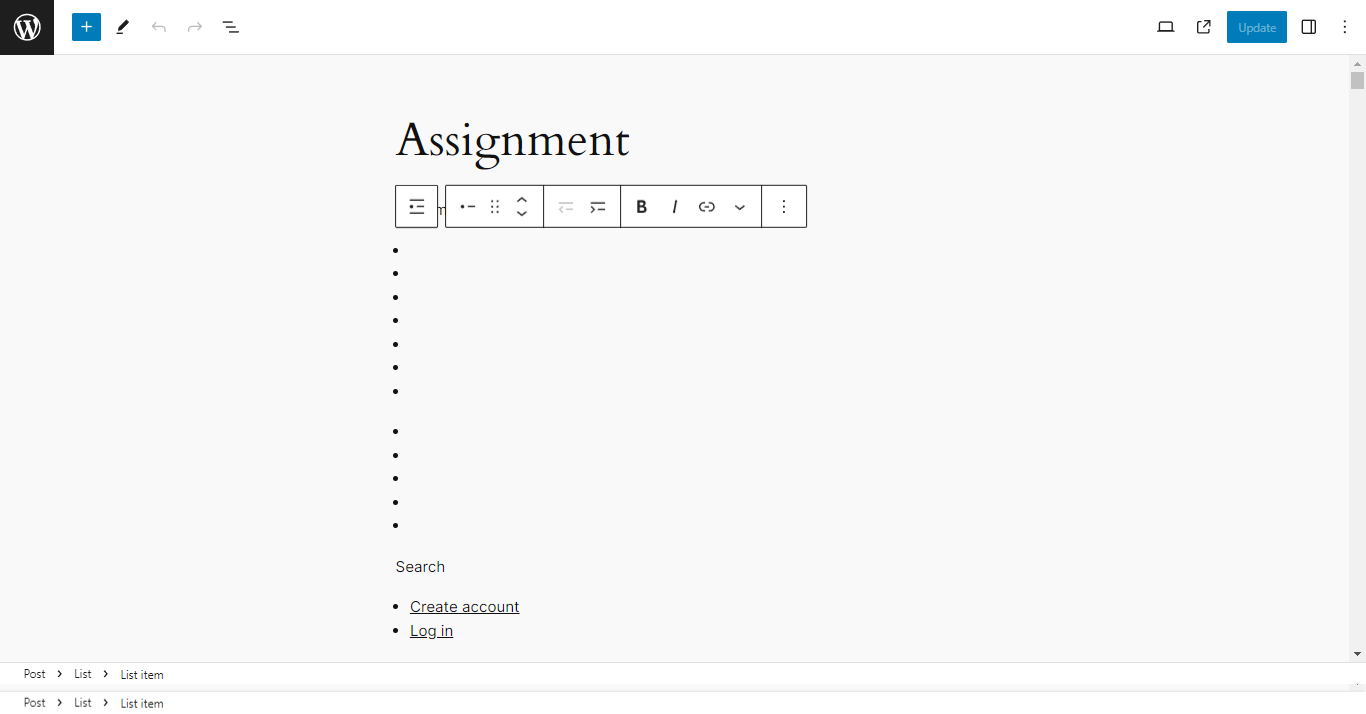 Update
Assignment
B I
Search
Create account
Log in
Post List List item
Post List List item